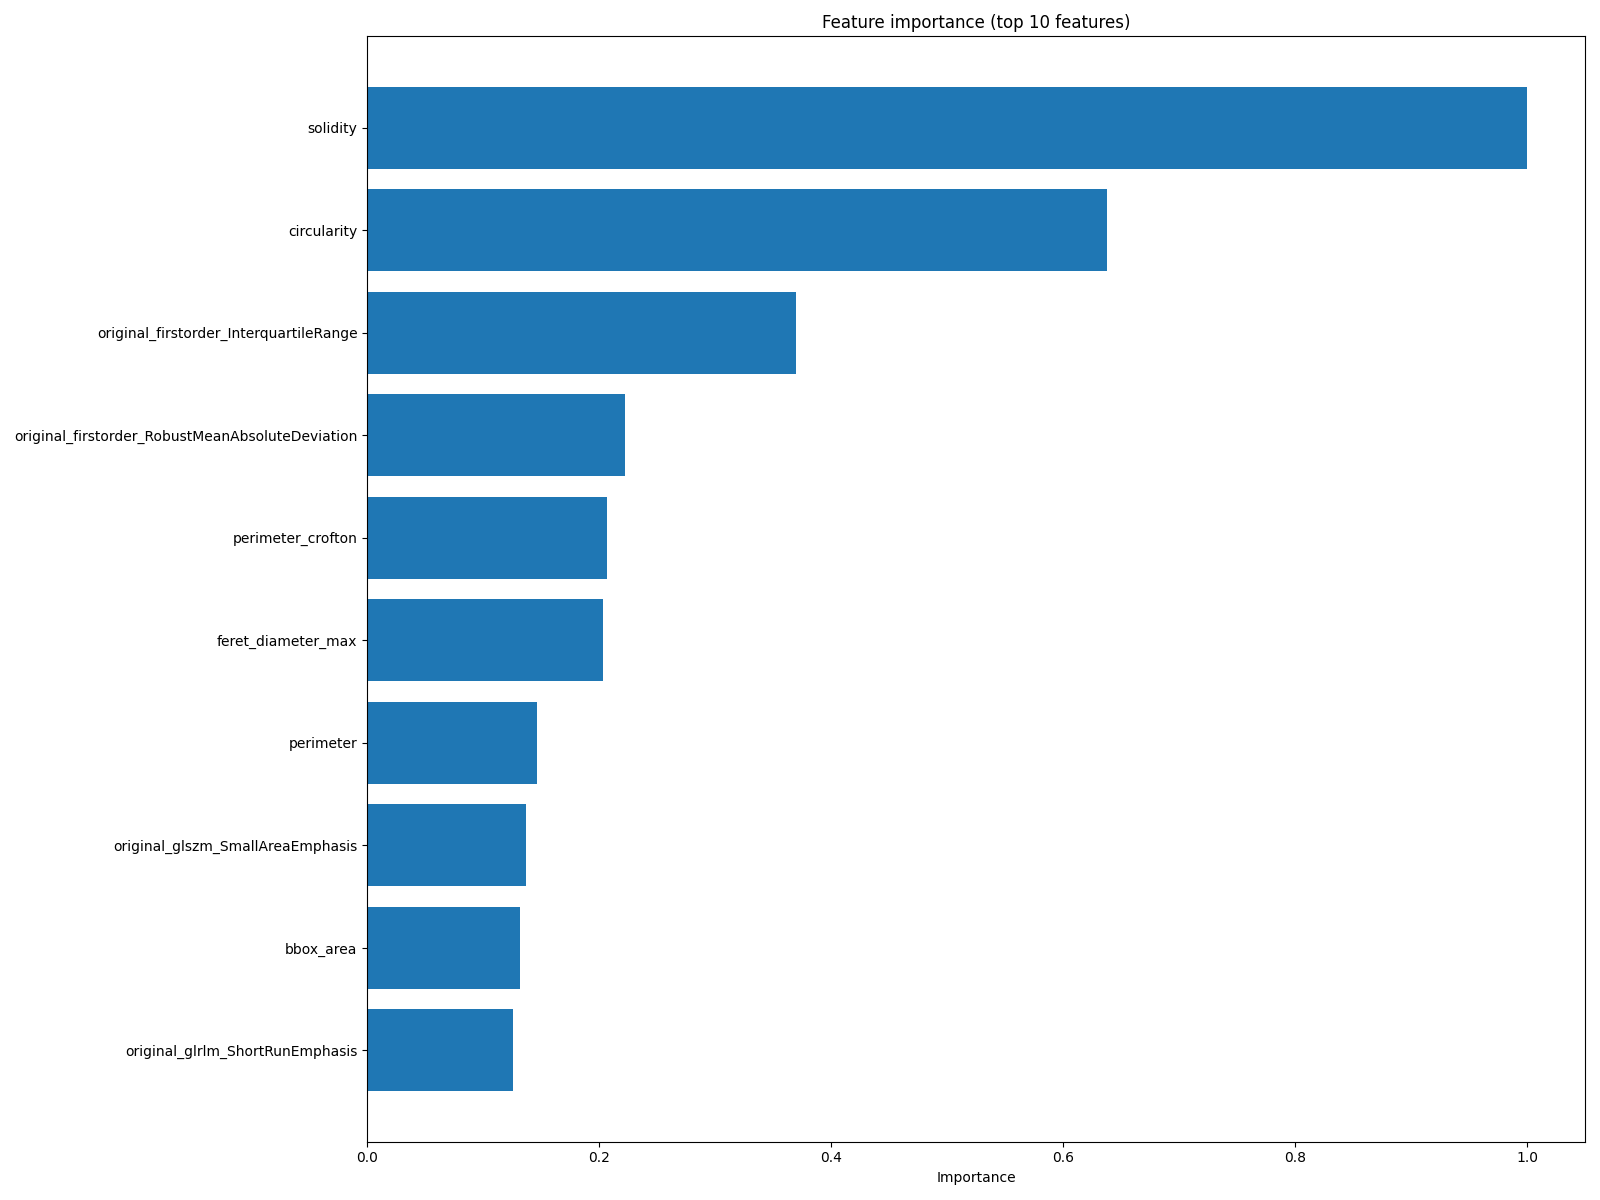 Feature importance (top 10 features)
solidity
circularity
original_firstorder_InterquartileRange
original_firstorder_RobustMeanAbsoluteDeviation
perimeter_crofton
feret_diameter_max
perimeter
original_glszm_SmallAreaEmphasis
bbox_area
original_glrlm_ShortRunEmphasis
0.0 0.2 0.4 0.6 0.8 1.0
Importance